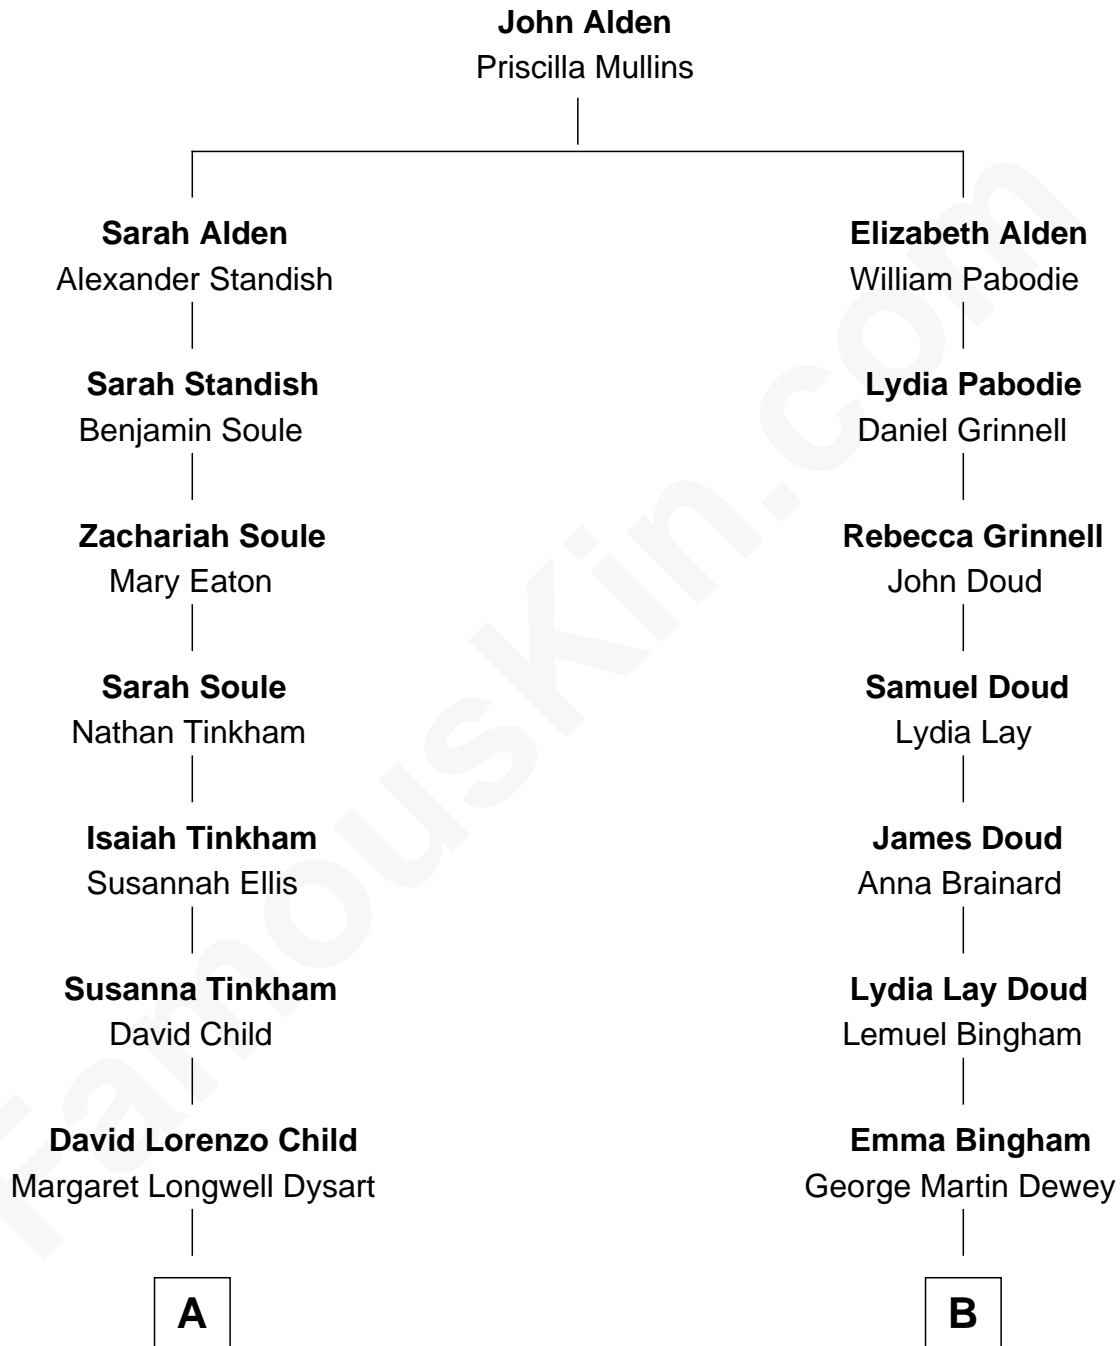 John Alden
Priscilla Mullins
Sarah Alden
Alexander Standish
Elizabeth Alden
William Pabodie
Sarah Standish
Benjamin Soule
Lydia Pabodie
Daniel Grinnell
Zachariah Soule
Mary Eaton
Rebecca Grinnell
John Doud
Sarah Soule
Nathan Tinkham
Samuel Doud
Lydia Lay
Isaiah Tinkham
Susannah Ellis
James Doud
Anna Brainard
Susanna Tinkham
David Child
Lydia Lay Doud
Lemuel Bingham
David Lorenzo Child
Margaret Longwell Dysart
Emma Bingham
George Martin Dewey
A
B
FamousKin.com